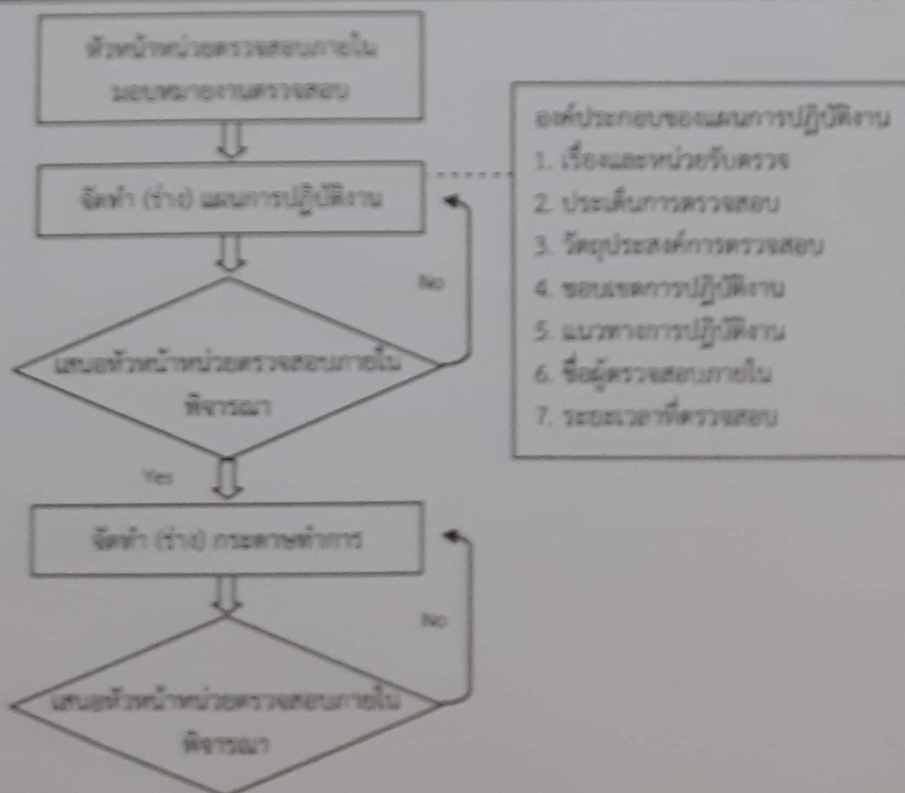 หัวหน้าหน่วยตรวจสอบภายใน
มอบหมายงานตรวจสอบ
จัดทำ (ร่าง) แผนการปฏิบัติงาน
องค์ประกอบของแผนการปฏิบัติงาน
1. เรื่องและหน่วยรับตรวจ
2. ประเด็นการตรวจสอบ
3. วัตถุประสงค์การตรวจสอบ
4. ขอบเขตการปฏิบัติงาน
5. แนวทางการปฏิบัติงาน
6. ชื่อผู้ตรวจสอบภายใน
7. ระยะเวลาที่ตรวจสอบ
No
เสนอหัวหน้าหน่วยตรวจสอบภายใน
พิจารณา
Yes
จัดทำ (ร่าง) กระดาษทำการ
No
เสนอหัวหน้าหน่วยตรวจสอบภายใน
พิจารณา